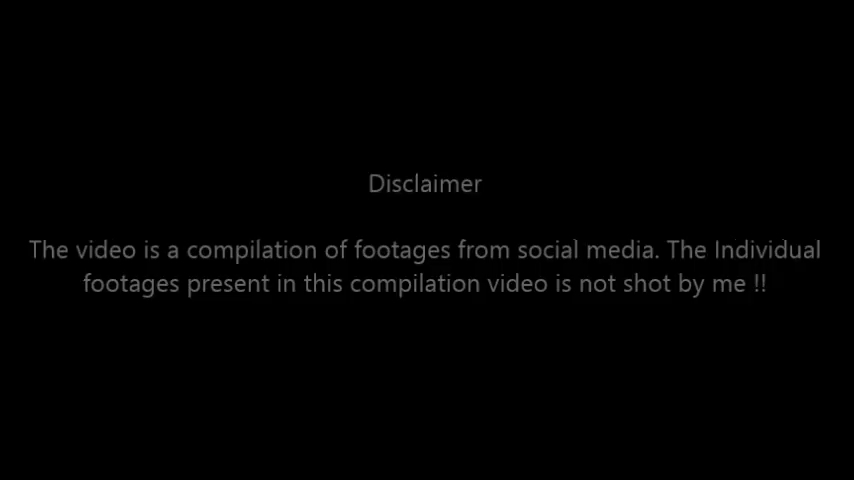 Disclaimer
The video is a compilation of footages from social media. The Individual
footages present in this compilation video is not shot by me !!